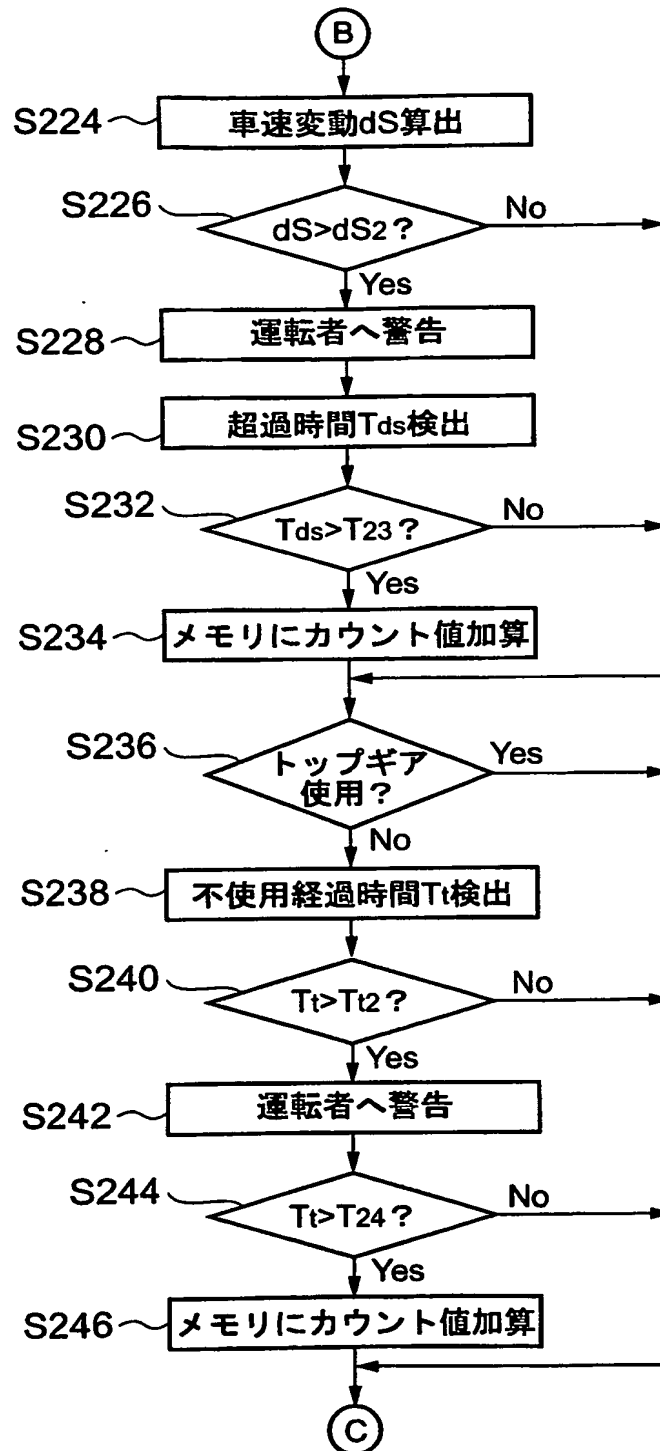 B
S224
車速変動dS算出
S226
dS>dS2?
No
Yes
S228
運転者へ警告
S230
超過時間Tds検出
S232
Tds>T23?
No
Yes
S234
メモリにカウント値加算
S236
トップギア
使用?
Yes
No
S238
不使用経過時間Tt検出
S240
Tt>Tt2?
No
Yes
S242
運転者へ警告
S244
Tt>T24?
No
Yes
S246
メモリにカウント値加算
C